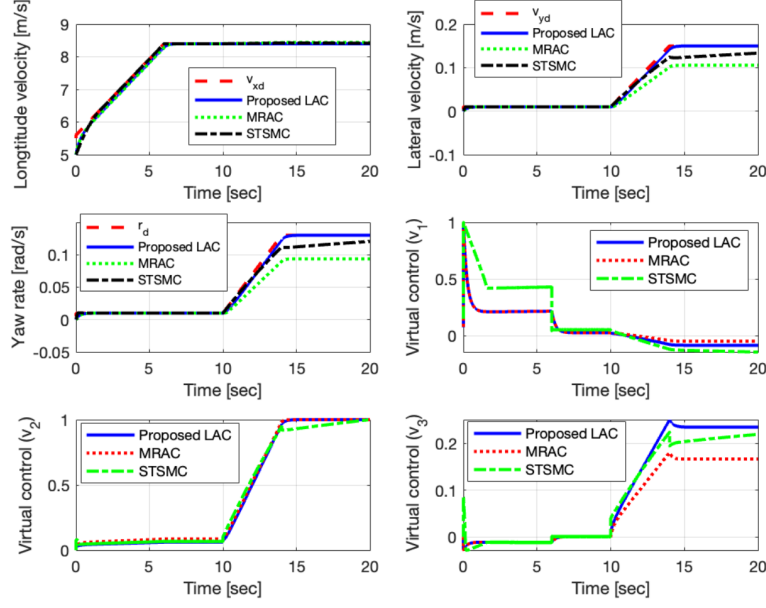 Longtitude velocity [m/s]
9
8
7
6
5
v_xd
Proposed LAC
MRAC
STSMC
0
5
10
15
20
Time [sec]
Lateral velocity [m/s]
0.2
0.1
0
-0.1
v_yd
Proposed LAC
MRAC
STSMC
0
5
10
15
20
Time [sec]
Yaw rate [rad/s]
0.1
0.05
0
-0.05
r_d
Proposed LAC
MRAC
STSMC
0
5
10
15
20
Time [sec]
Virtual control (v_1)
1
0.5
0
Proposed LAC
MRAC
STSMC
0
5
10
15
20
Time [sec]
Virtual control (v_2)
1
0.5
0
Proposed LAC
MRAC
STSMC
0
5
10
15
20
Time [sec]
Virtual control (v_3)
0.2
0.1
0
Proposed LAC
MRAC
STSMC
0
5
10
15
20
Time [sec]